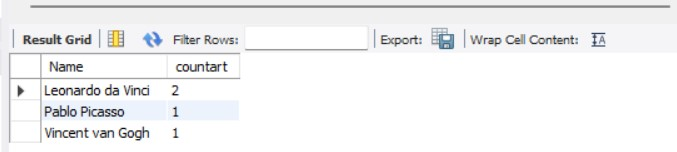 Result Grid Filter Rows: Export: Wrap Cell Content: IA
Name countart
Leonardo da Vinci 2
Pablo Picasso 1
Vincent van Gogh 1